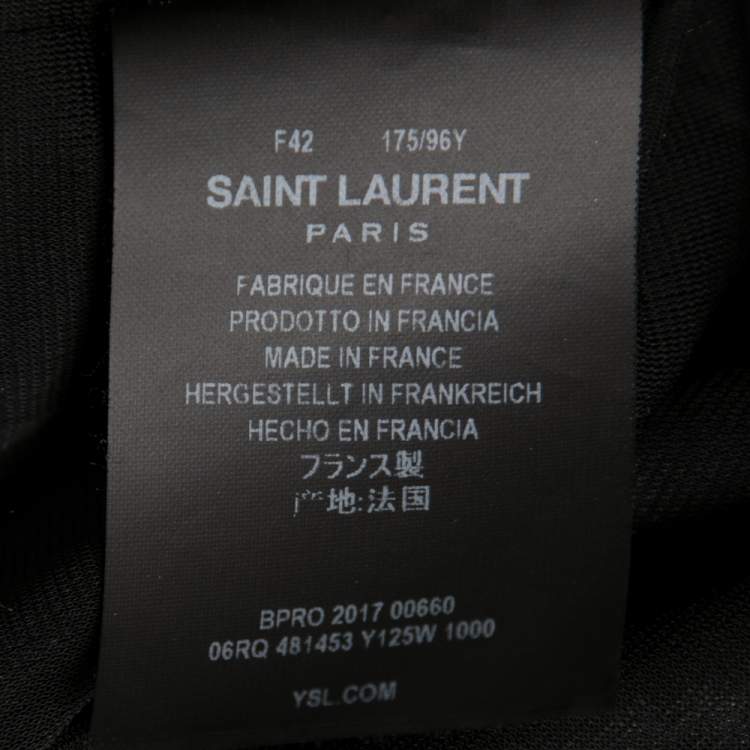 F42 175/96Y
SAINT LAURENT
PARIS
FABRIQUE EN FRANCE
PRODOTTO IN FRANCIA
MADE IN FRANCE
HERGESTELLT IN FRANKREICH
HECHO EN FRANCIA
フランス製
产地:法国
BPRO 2017 00660
06RQ 481453 Y125W 1000
YSL.COM